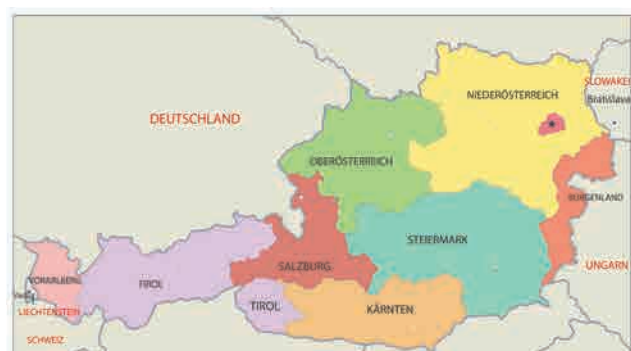 SLOWAKEI
NIEDERÖSTERREICH
Bratislava
DEUTSCHLAND
OBERÖSTERREICH
BURGENLAND
STEIERMARK
UNGARN
SALZBURG
VORARLBERG
TIROL
TIROL
KÄRNTEN
LIECHTENSTEIN
SCHWEIZ